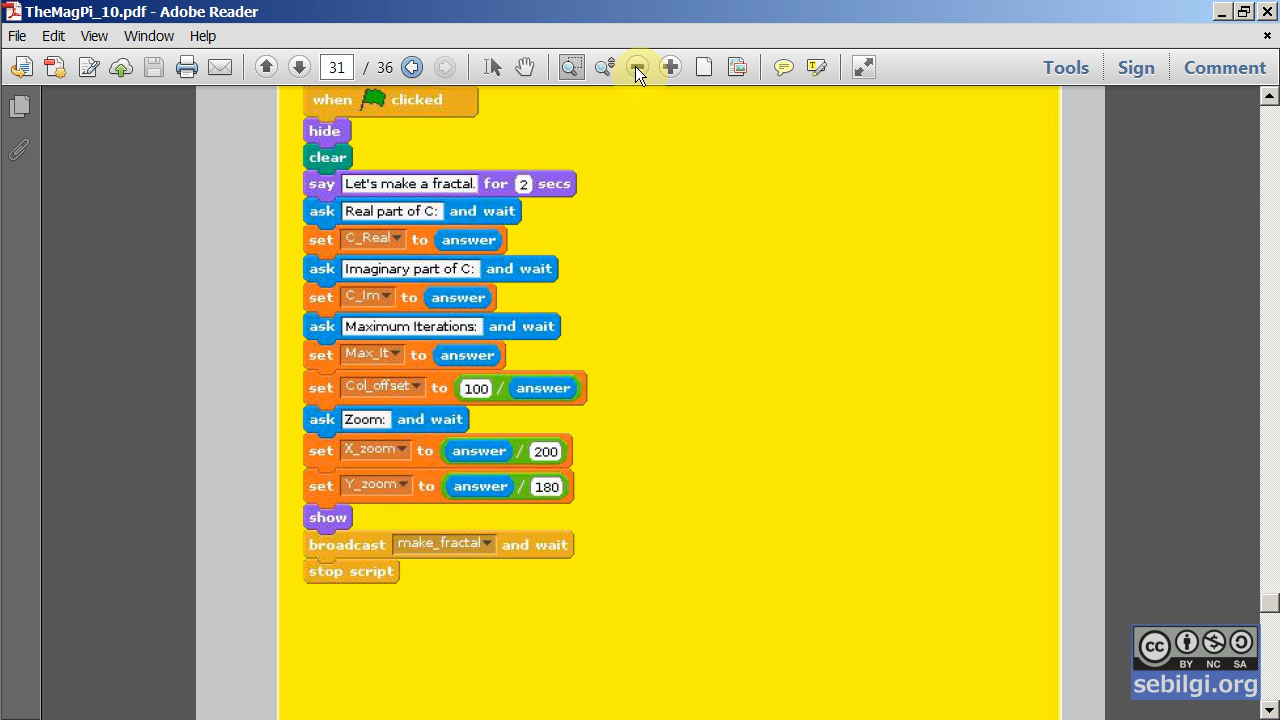 TheMagPi_10.pdf - Adobe Reader
File Edit View Window Help
31 / 36 Tools Sign Comment
when clicked
hide
clear
say Let's make a fractal. for 2 secs
ask Real part of C: and wait
set C_Real to answer
ask Imaginary part of C: and wait
set C_Im to answer
ask Maximum Iterations: and wait
set Max_It to answer
set Col_offset to 100 / answer
ask Zoom: and wait
set X_zoom to answer / 200
set Y_zoom to answer / 180
show
broadcast make_fractal and wait
stop script
cc BY NC SA
sebilgi.org